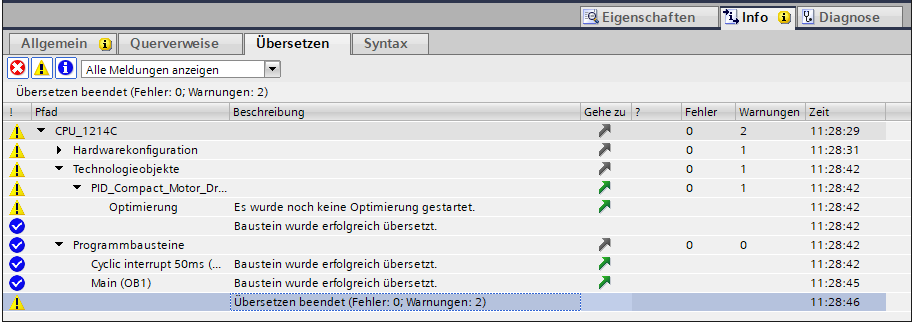 Eigenschaften Info Diagnose
Allgemein Querverweise Übersetzen Syntax
Alle Meldungen anzeigen
Übersetzen beendet (Fehler: 0; Warnungen: 2)
! Pfad Beschreibung Gehe zu ? Fehler Warnungen Zeit
CPU_1214C 0 2 11:28:29
Hardwarekonfiguration 0 1 11:28:31
Technologieobjekte 0 1 11:28:42
PID_Compact_Motor_Dr... 0 1 11:28:42
Optimierung Es wurde noch keine Optimierung gestartet. 11:28:42
Baustein wurde erfolgreich übersetzt. 11:28:42
Programmbausteine 0 0 11:28:42
Cyclic interrupt 50ms (... Baustein wurde erfolgreich übersetzt. 11:28:42
Main (OB1) Baustein wurde erfolgreich übersetzt. 11:28:45
Übersetzen beendet (Fehler: 0; Warnungen: 2) 11:28:46